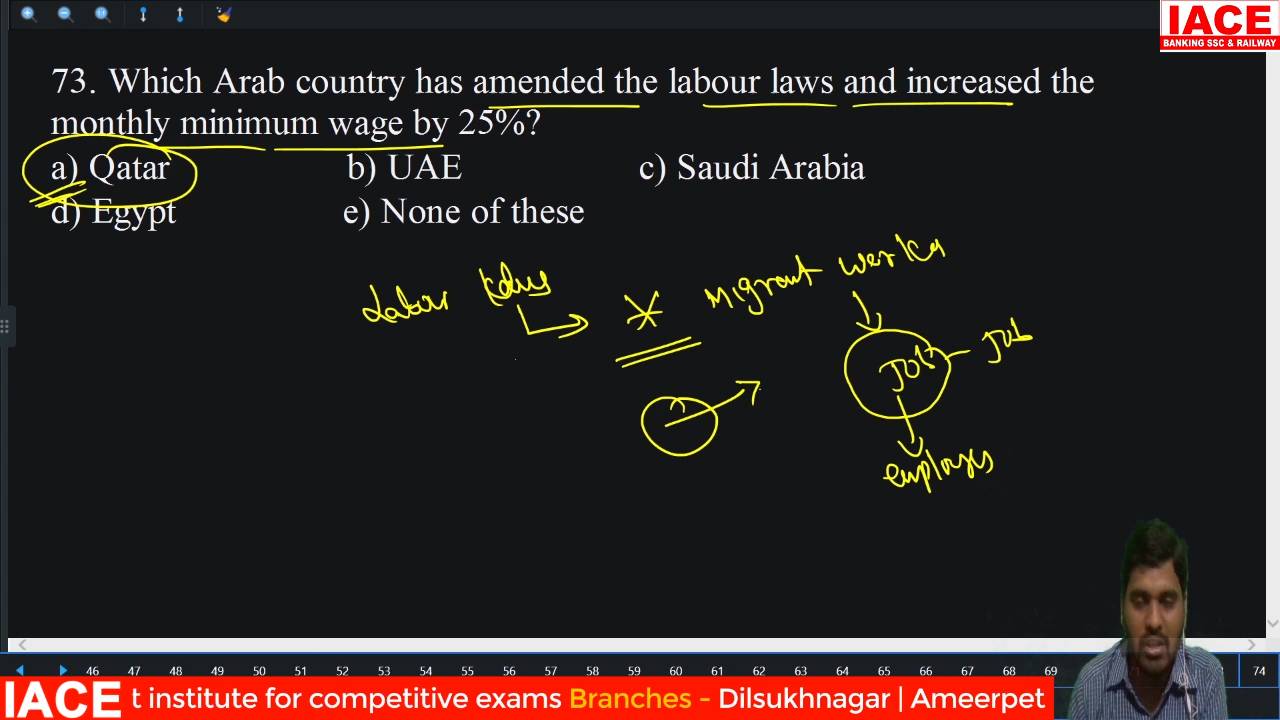 IACE
BANKING SSC & RAILWAY
73. Which Arab country has amended the labour laws and increased the
monthly minimum wage by 25%?
a) Qatar b) UAE c) Saudi Arabia
d) Egypt e) None of these
Labour
Migrant
Job Job
46 47 48 49 50 51 52 53 54 55 56 57 58 59 60 61 62 63 64 65 66 67 68 69 74
IACE t institute for competitive exams Branches - Dilsukhnagar | Ameerpet